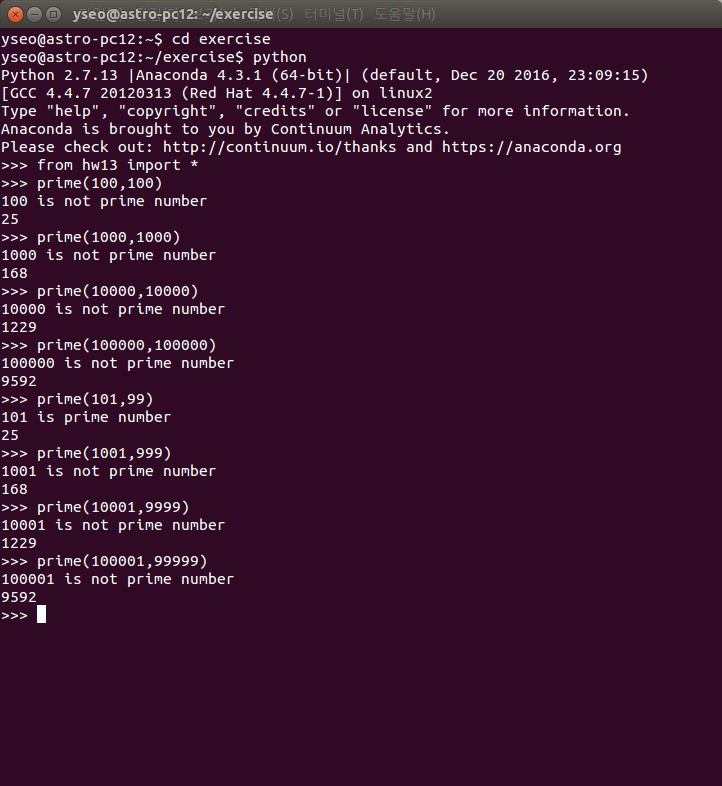 yseo@astro-pc12: ~/exercise (S) 터미널(T) 도움말(H)
yseo@astro-pc12:~$ cd exercise
yseo@astro-pc12:~/exercise$ python
Python 2.7.13 |Anaconda 4.3.1 (64-bit)| (default, Dec 20 2016, 23:09:15)
[GCC 4.4.7 20120313 (Red Hat 4.4.7-1)] on linux2
Type "help", "copyright", "credits" or "license" for more information.
Anaconda is brought to you by Continuum Analytics.
Please check out: http://continuum.io/thanks and https://anaconda.org
>>> from hw13 import *
>>> prime(100,100)
100 is not prime number
25
>>> prime(1000,1000)
1000 is not prime number
168
>>> prime(10000,10000)
10000 is not prime number
1229
>>> prime(100000,100000)
100000 is not prime number
9592
>>> prime(101,99)
101 is prime number
25
>>> prime(1001,999)
1001 is not prime number
168
>>> prime(10001,9999)
10001 is not prime number
1229
>>> prime(100001,99999)
100001 is not prime number
9592
>>>